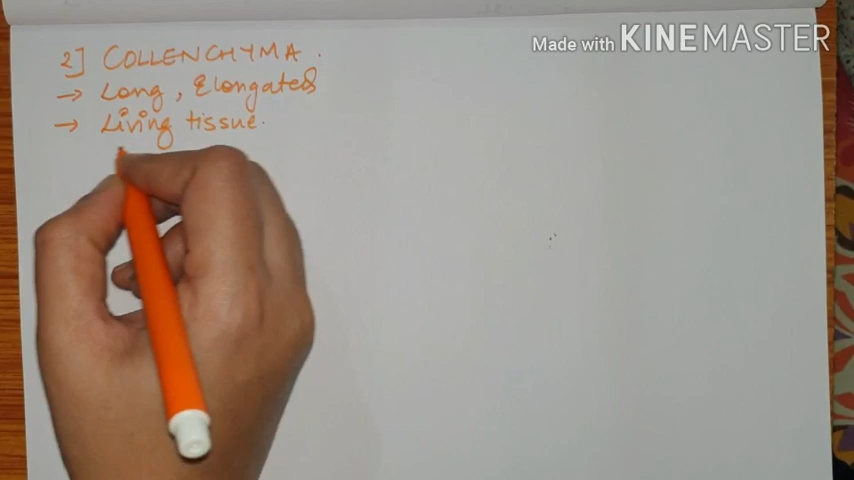 Made with KINEMASTER
2] COLLENCHYMA.
→ Long, Elongated
→ Living tissue.